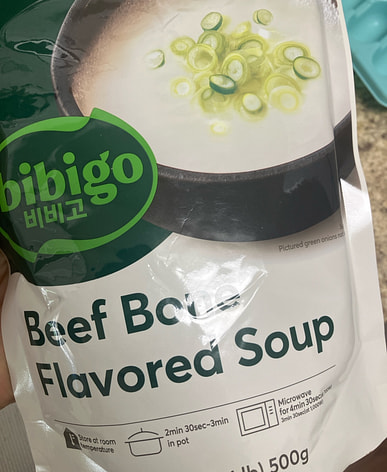 bibigo
비비고
Pictured green onions not
Beef Bone
Flavored Soup
Store at room
temperature
2min 30sec~3min
in pot
Microwave
for 4min 30sec
500g